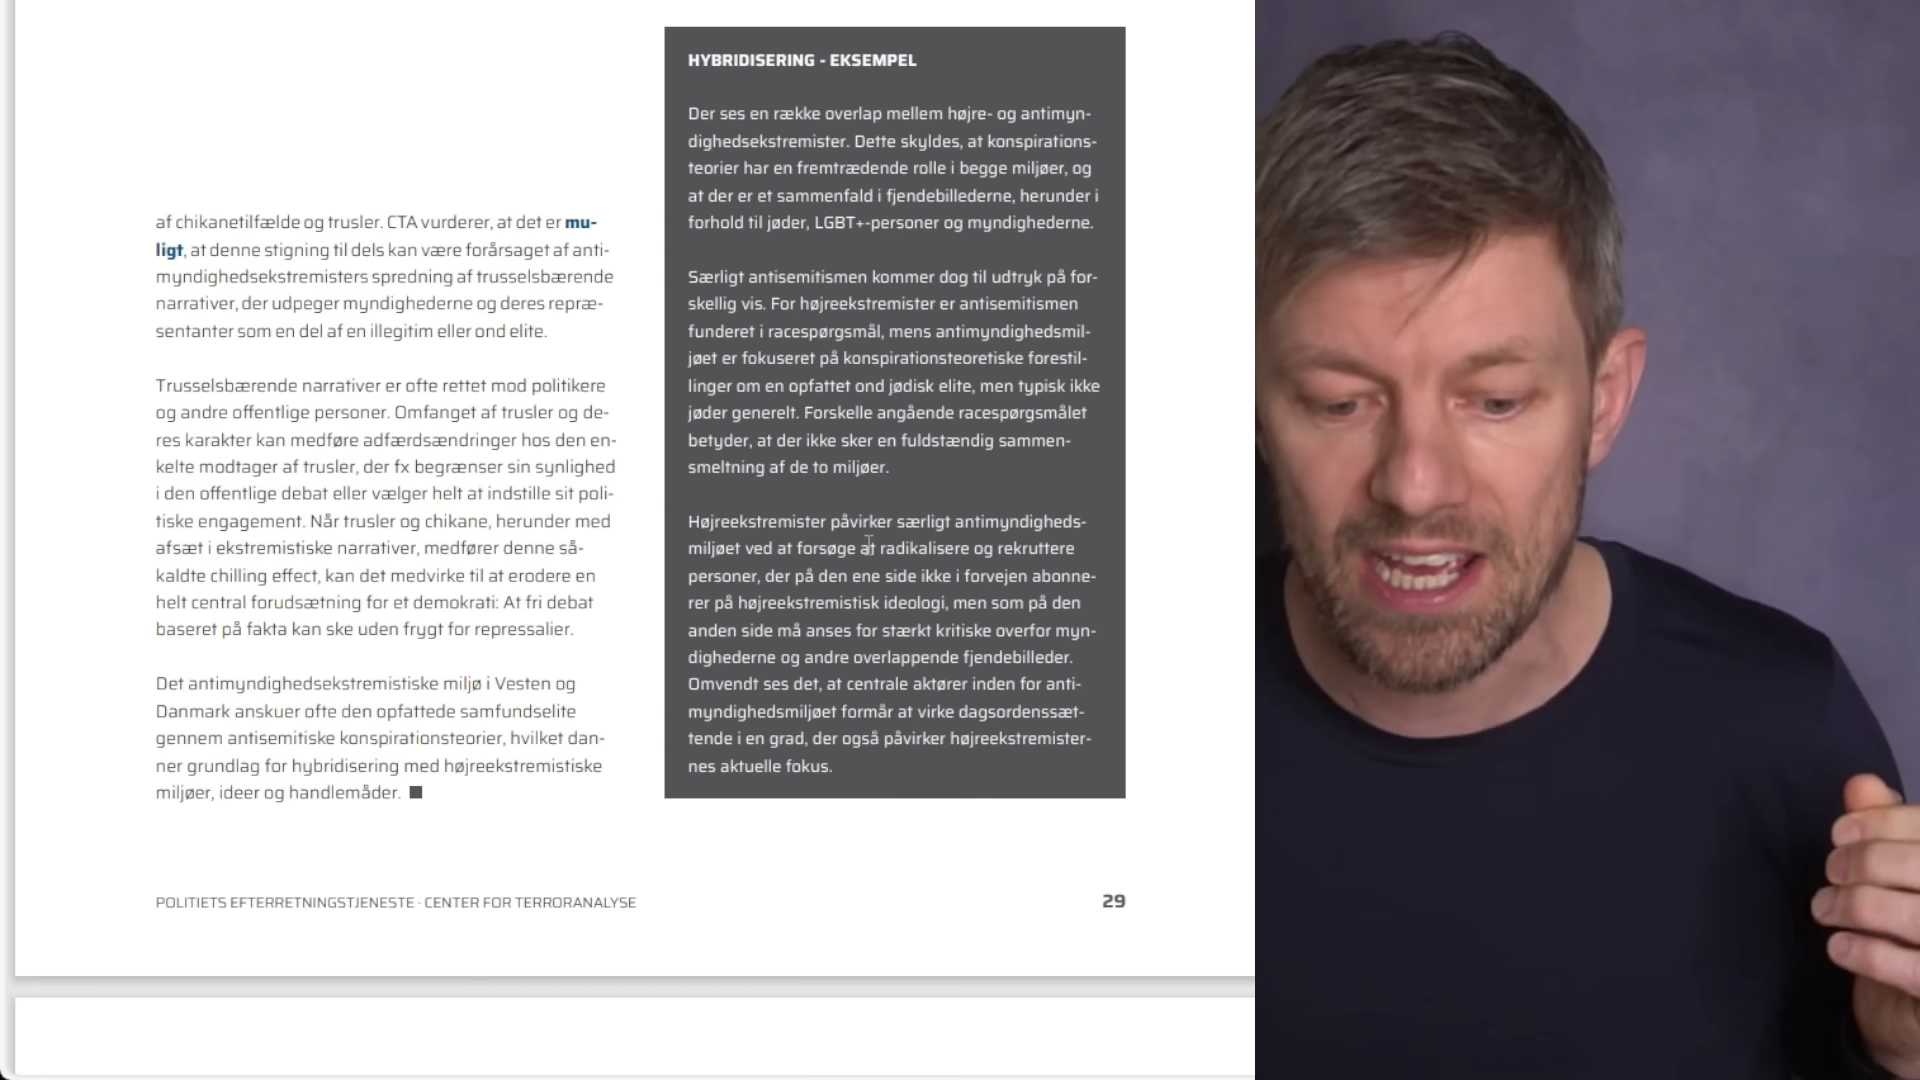 af chikanetilfælde og trusler. CTA vurderer, at det er mu-
ligt, at denne stigning til dels kan være forårsaget af anti-
myndighedsekstremisters spredning af trusselsbærende
narrativer, der udpeger myndighederne og deres repræ-
sentanter som en del af en illegitim eller ond elite.
Trusselsbærende narrativer er ofte rettet mod politikere
og andre offentlige personer. Omfanget af trusler og de-
res karakter kan medføre adfærdsændringer hos den en-
kelte modtager af trusler, der fx begrænser sin synlighed
i den offentlige debat eller vælger helt at indstille sit poli-
tiske engagement. Når trusler og chikane, herunder med
afsæt i ekstremistiske narrativer, medfører denne så-
kaldte chilling effect, kan det medvirke til at erodere en
helt central forudsætning for et demokrati: At fri debat
baseret på fakta kan ske uden frygt for repressalier.
Det antimyndighedsekstremistiske miljø i Vesten og
Danmark anskuer ofte den opfattede samfundselite
gennem antisemitiske konspirationsteorier, hvilket dan-
ner grundlag for hybridisering med højreekstremistiske
miljøer, ideer og handlemåder.
HYBRIDISERING - EKSEMPEL
Der ses en række overlap mellem højre- og antimyn-
dighedsekstremister. Dette skyldes, at konspirations-
teorier har en fremtrædende rolle i begge miljøer, og
at der er et sammenfald i fjendebillederne, herunder i
forhold til jøder, LGBT+-personer og myndighederne.
Særligt antisemitismen kommer dog til udtryk på for-
skellig vis. For højreekstremister er antisemitismen
funderet i racespørgsmål, mens antimyndighedsmil-
jøet er fokuseret på konspirationsteoretiske forestil-
linger om en opfattet ond jødisk elite, men typisk ikke
jøder generelt. Forskelle angående racespørgsmålet
betyder, at der ikke sker en fuldstændig sammen-
smeltning af de to miljøer.
Højreekstremister påvirker særligt antimyndigheds-
miljøet ved at forsøge at radikalisere og rekruttere
personer, der på den ene side ikke i forvejen abonne-
rer på højreekstremistisk ideologi, men som på den
anden side må anses for stærkt kritiske overfor myn-
dighederne og andre overlappende fjendebilleder.
Omvendt ses det, at centrale aktører inden for anti-
myndighedsmiljøet formår at virke dagsordenssæt-
tende i en grad, der også påvirker højreekstremister-
nes aktuelle fokus.
POLITIETS EFTERRETNINGSTJENESTE · CENTER FOR TERRORANALYSE
29